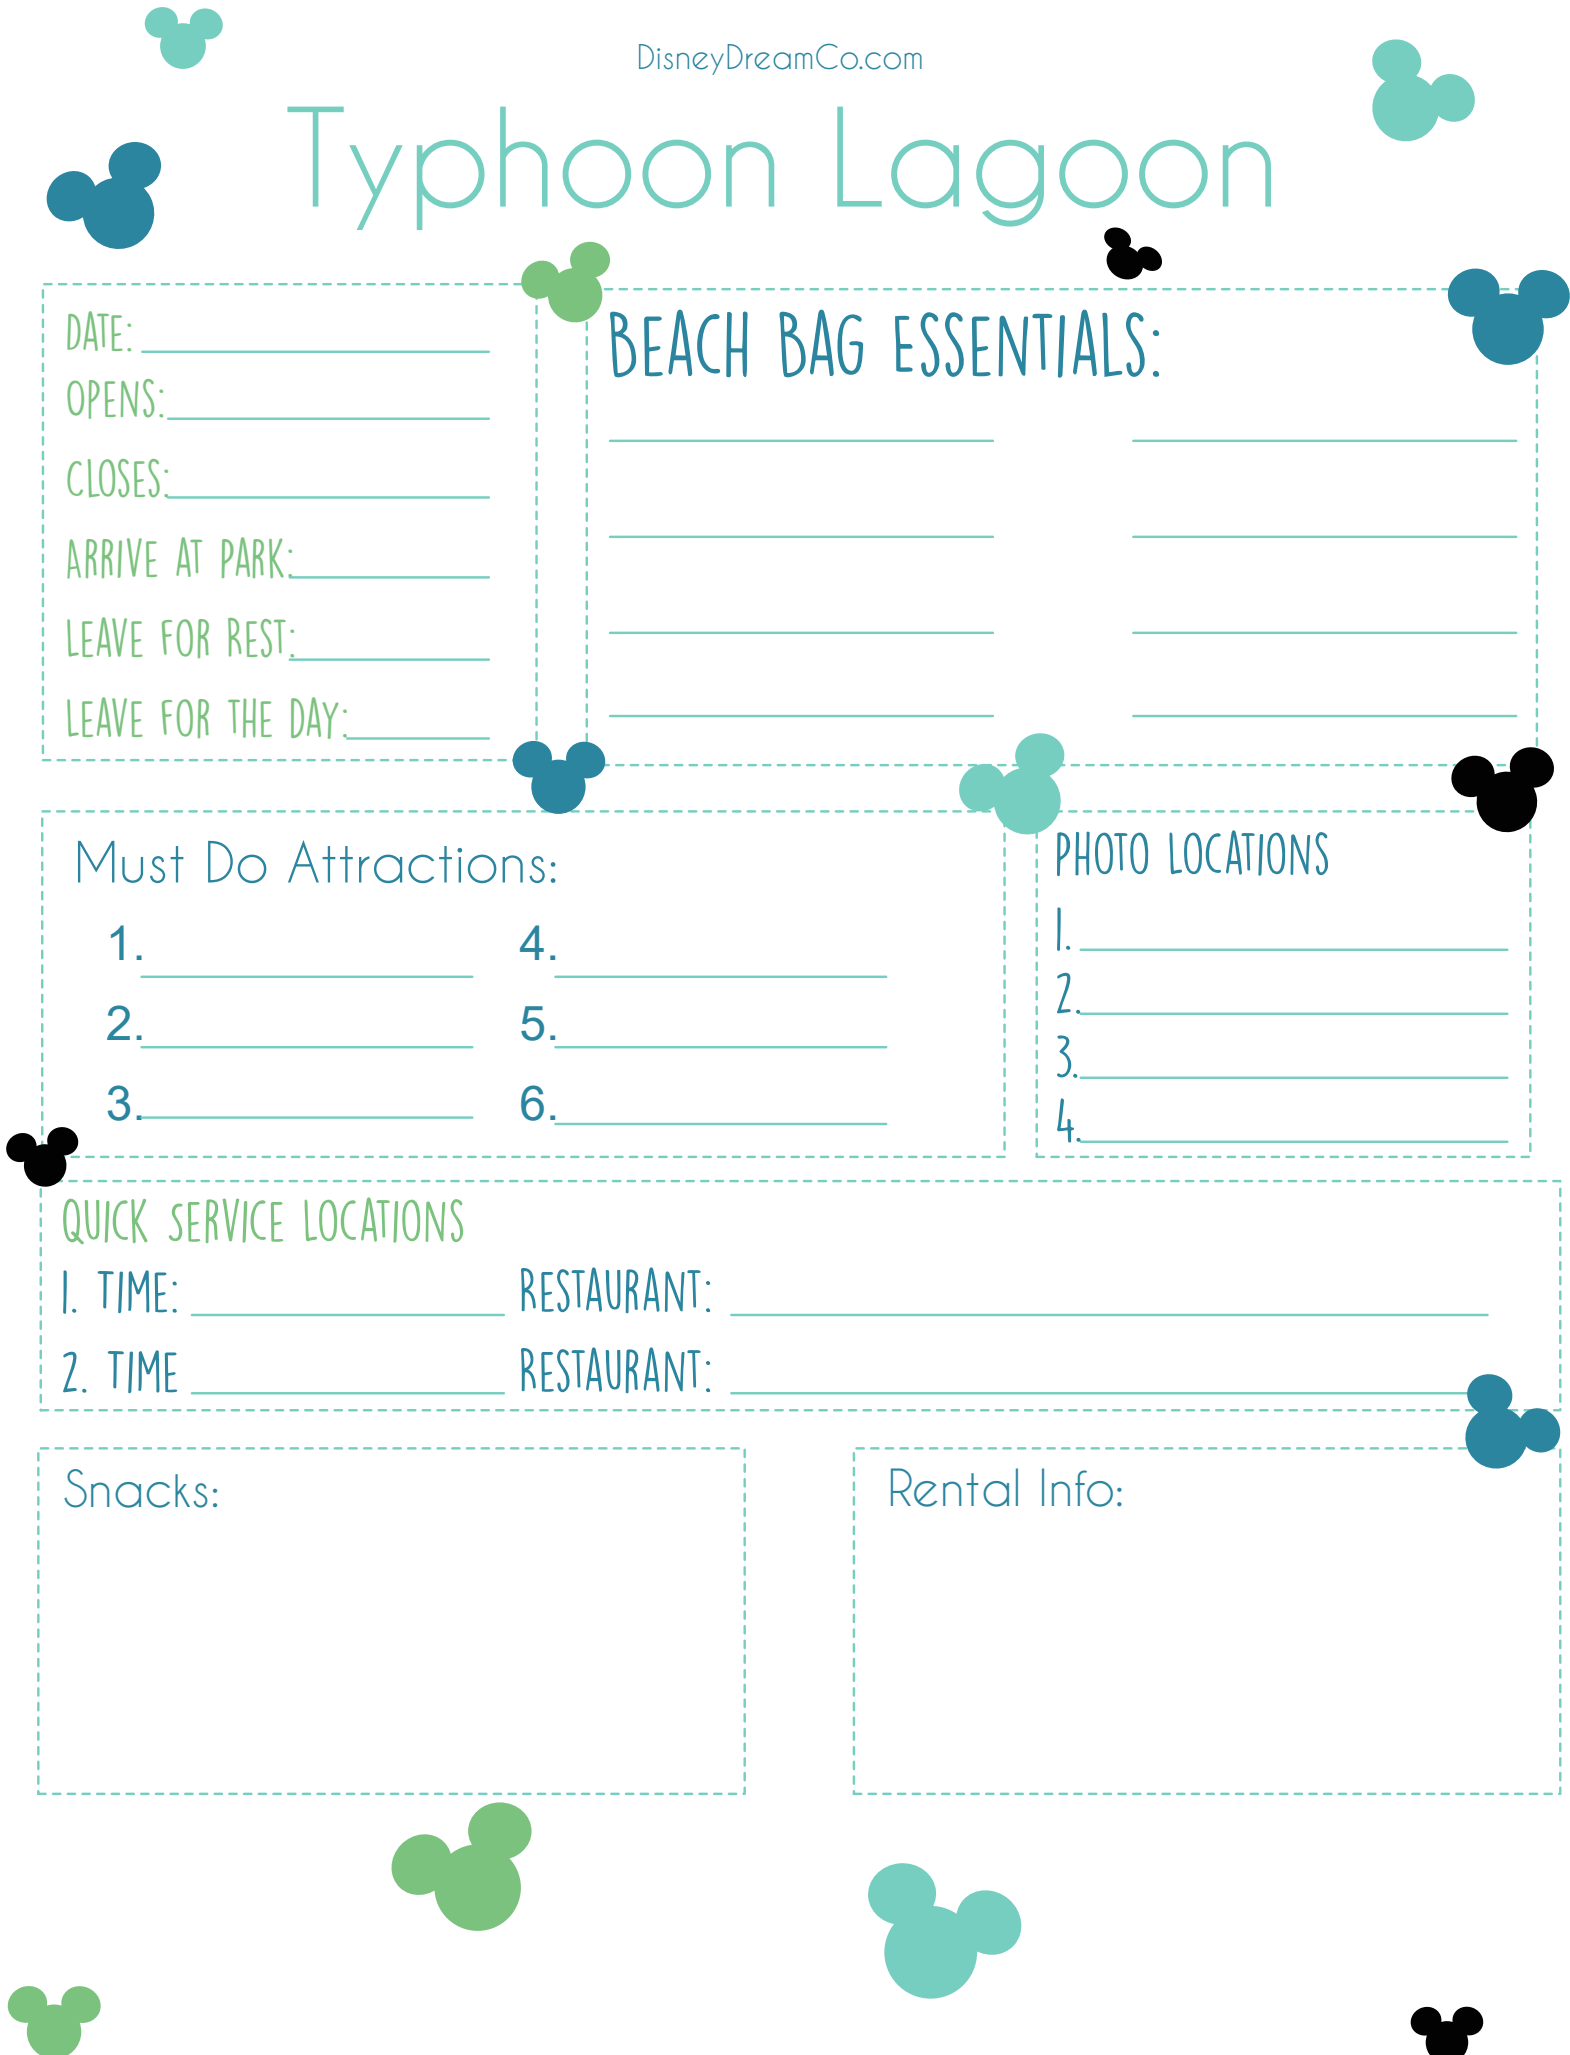 DisneyDreamCo.com
Typhoon Lagoon
DATE:
OPENS:
CLOSES:
ARRIVE AT PARK:
LEAVE FOR REST:
LEAVE FOR THE DAY:
BEACH BAG ESSENTIALS:
Must Do Attractions:
1.
2.
3.
4.
5.
6.
PHOTO LOCATIONS
1.
2.
3.
4.
QUICK SERVICE LOCATIONS
1. TIME: RESTAURANT:
2. TIME RESTAURANT:
Snacks:
Rental Info: